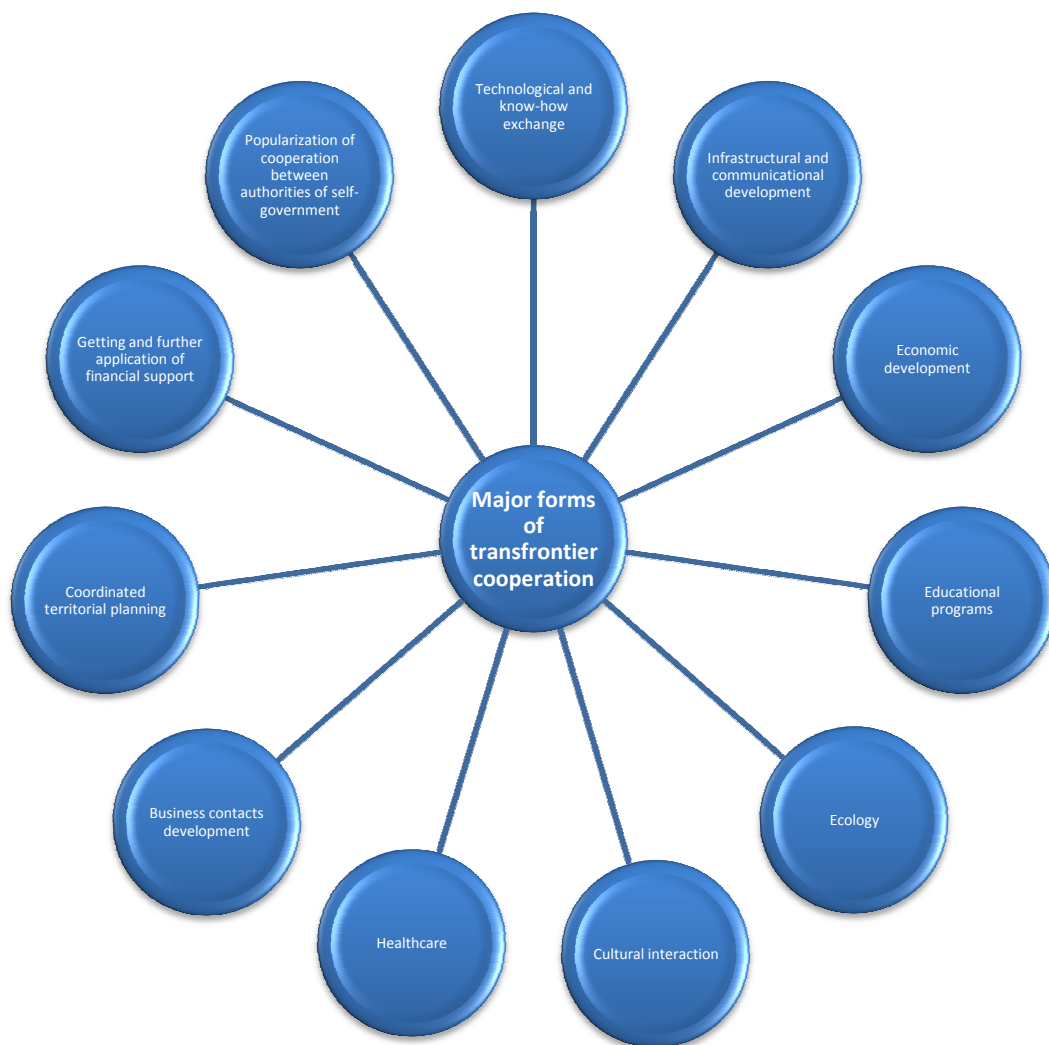 Technological and
know-how
exchange
Infrastructural and
communicational
development
Economic
development
Educational
programs
Ecology
Cultural interaction
Healthcare
Business contacts
development
Coordinated
territorial planning
Getting and further
application of
financial support
Popularization of
cooperation
between
authorities of self-
government
Major forms
of
transfrontier
cooperation